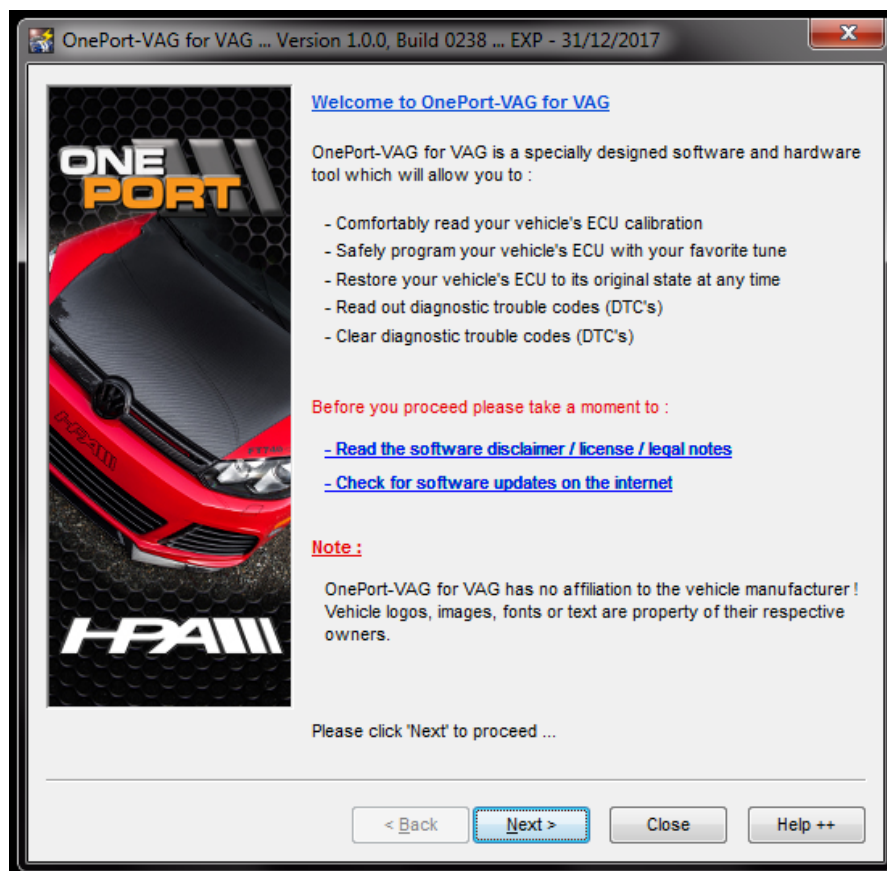 OnePort-VAG for VAG ... Version 1.0.0, Build 0238 ... EXP - 31/12/2017
ONE
PORT
HPA
Welcome to OnePort-VAG for VAG
OnePort-VAG for VAG is a specially designed software and hardware
tool which will allow you to :
- Comfortably read your vehicle's ECU calibration
- Safely program your vehicle's ECU with your favorite tune
- Restore your vehicle's ECU to its original state at any time
- Read out diagnostic trouble codes (DTC's)
- Clear diagnostic trouble codes (DTC's)
Before you proceed please take a moment to :
- Read the software disclaimer / license / legal notes
- Check for software updates on the internet
Note :
OnePort-VAG for VAG has no affiliation to the vehicle manufacturer !
Vehicle logos, images, fonts or text are property of their respective
owners.
HPA
Please click 'Next' to proceed ...
< Back
Next >
Close
Help ++